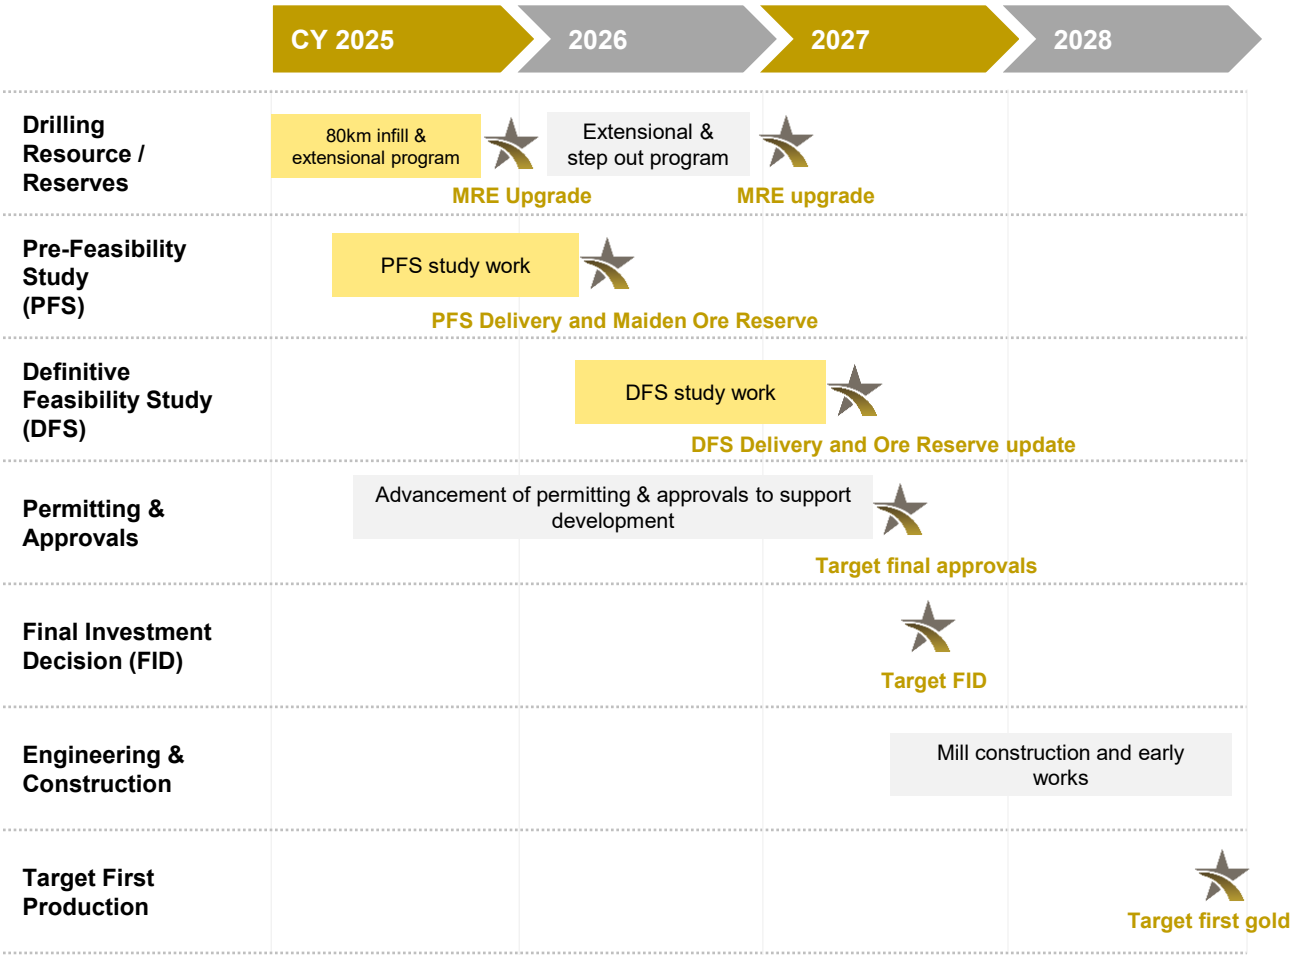 CY 2025
2026
2027
2028
Drilling
Resource /
Reserves
80km infill &
extensional program
MRE Upgrade
Extensional &
step out program
MRE upgrade
Pre-Feasibility
Study
(PFS)
PFS study work
PFS Delivery and Maiden Ore Reserve
Definitive
Feasibility Study
(DFS)
DFS study work
DFS Delivery and Ore Reserve update
Permitting &
Approvals
Advancement of permitting & approvals to support
development
Target final approvals
Final Investment
Decision (FID)
Target FID
Engineering &
Construction
Mill construction and early
works
Target First
Production
Target first gold